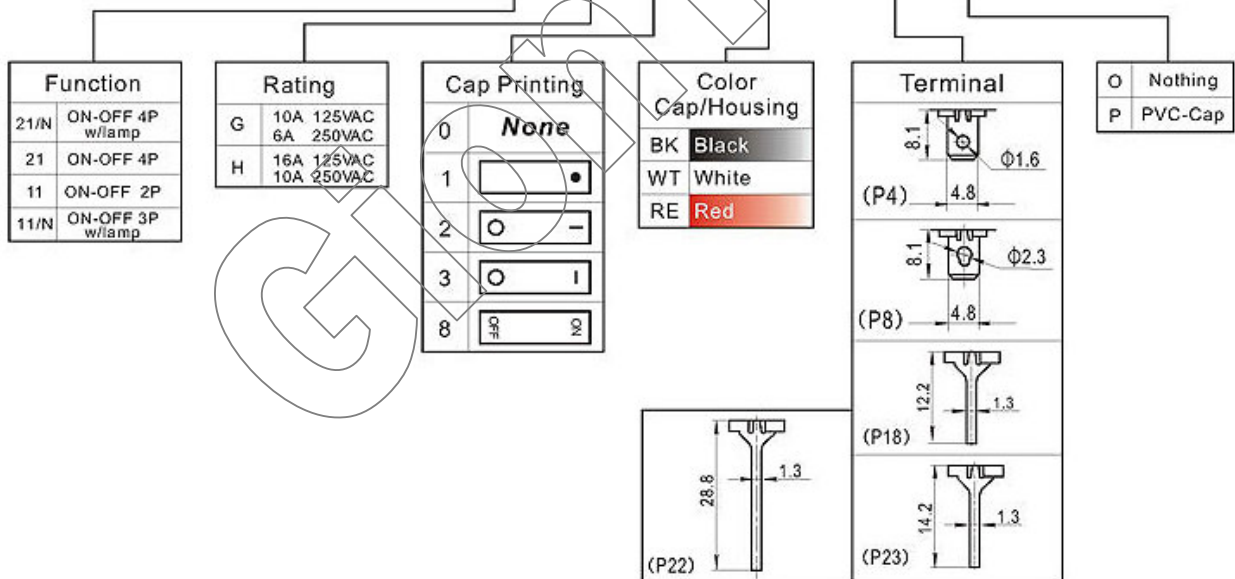 Function
21/N ON-OFF 4P
w/lamp
21 ON-OFF 4P
11 ON-OFF 2P
11/N ON-OFF 3P
w/lamp
Rating
G 10A 125VAC
6A 250VAC
H 16A 125VAC
10A 250VAC
Cap Printing
0 None
1
2 O —
3 O I
8 OFF ON
Color
Cap/Housing
BK Black
WT White
RE Red
Terminal
8.1
Φ1.6
(P4) 4.8
8.1
Φ2.3
(P8) 4.8
12.2
1.3
(P18)
14.2
1.3
(P23)
28.8
1.3
(P22)
O Nothing
P PVC-Cap